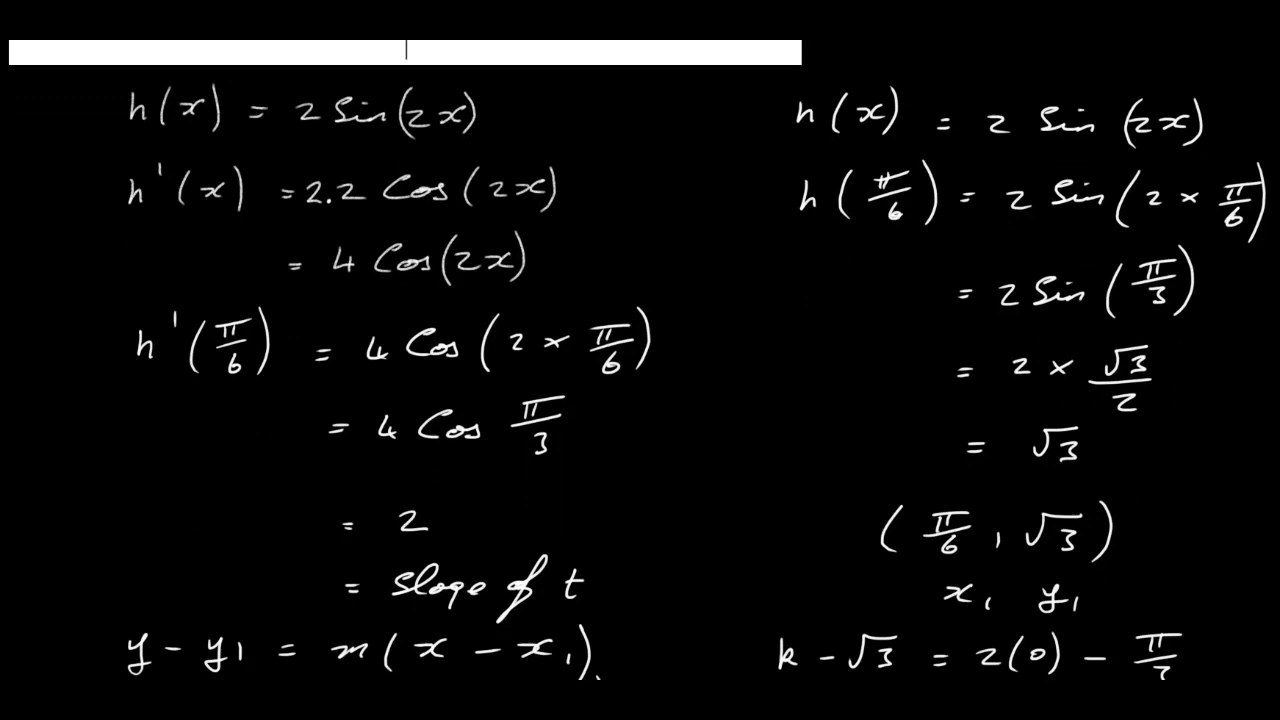 h(x) = 2 Sin(2x)
h'(x) = 2.2 Cos(2x)
= 4 Cos(2x)
h'(π/6) = 4 Cos(2 × π/6)
= 4 Cos π/3
= 2
= slope of t
y - y₁ = m(x - x₁)
h(x) = 2 Sin(2x)
h(π/6) = 2 Sin(2 × π/6)
= 2 Sin(π/3)
= 2 × √3/2
= √3
(π/6, √3)
x₁ y₁
k - √3 = 2(0) - π/